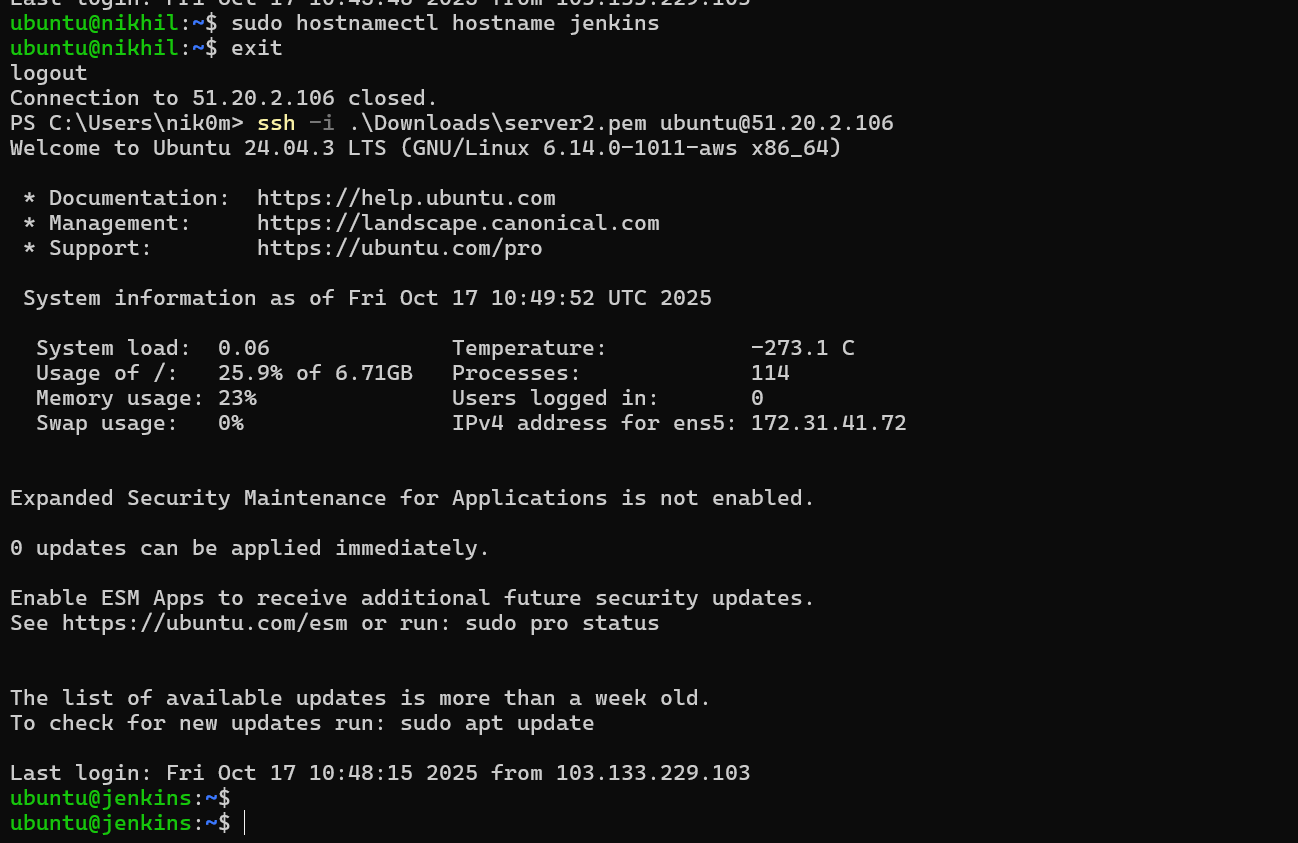 Last login: Fri Oct 17 10:48:48 2025 from 103.133.229.103
ubuntu@nikhil:~$ sudo hostnamectl hostname jenkins
ubuntu@nikhil:~$ exit
logout
Connection to 51.20.2.106 closed.
PS C:\Users\nik0m> ssh -i .\Downloads\server2.pem ubuntu@51.20.2.106
Welcome to Ubuntu 24.04.3 LTS (GNU/Linux 6.14.0-1011-aws x86_64)

 * Documentation:  https://help.ubuntu.com
 * Management:     https://landscape.canonical.com
 * Support:        https://ubuntu.com/pro

 System information as of Fri Oct 17 10:49:52 UTC 2025

  System load:  0.06              Temperature:           -273.1 C
  Usage of /:   25.9% of 6.71GB   Processes:             114
  Memory usage: 23%               Users logged in:       0
  Swap usage:   0%                IPv4 address for ens5: 172.31.41.72

Expanded Security Maintenance for Applications is not enabled.

0 updates can be applied immediately.

Enable ESM Apps to receive additional future security updates.
See https://ubuntu.com/esm or run: sudo pro status

The list of available updates is more than a week old.
To check for new updates run: sudo apt update

Last login: Fri Oct 17 10:48:15 2025 from 103.133.229.103
ubuntu@jenkins:~$
ubuntu@jenkins:~$